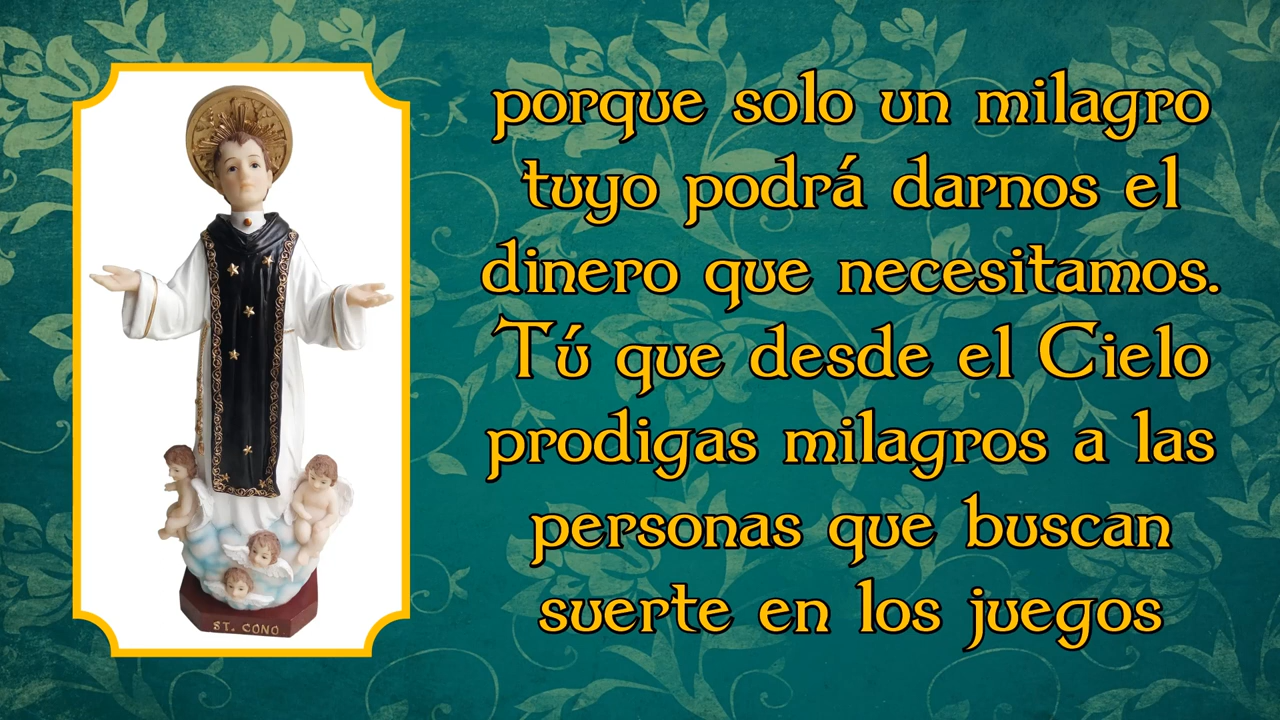 porque solo un milagro
tuyo podrá darnos el
dinero que necesitamos.
Tú que desde el Cielo
prodigas milagros a las
personas que buscan
suerte en los juegos
ST. CONO